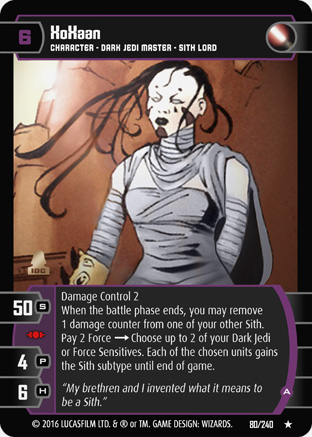 6
XoXaan
CHARACTER - DARK JEDI MASTER - SITH LORD
IDC
50 S
4 P
6 H
Damage Control 2
When the battle phase ends, you may remove
1 damage counter from one of your other Sith.
Pay 2 Force → Choose up to 2 of your Dark Jedi
or Force Sensitives. Each of the chosen units gains
the Sith subtype until end of game.
“My brethren and I invented what it means to
be a Sith.”
A
© 2016 LUCASFILM LTD. & ® or TM. GAME DESIGN: WIZARDS. 80/240 ★